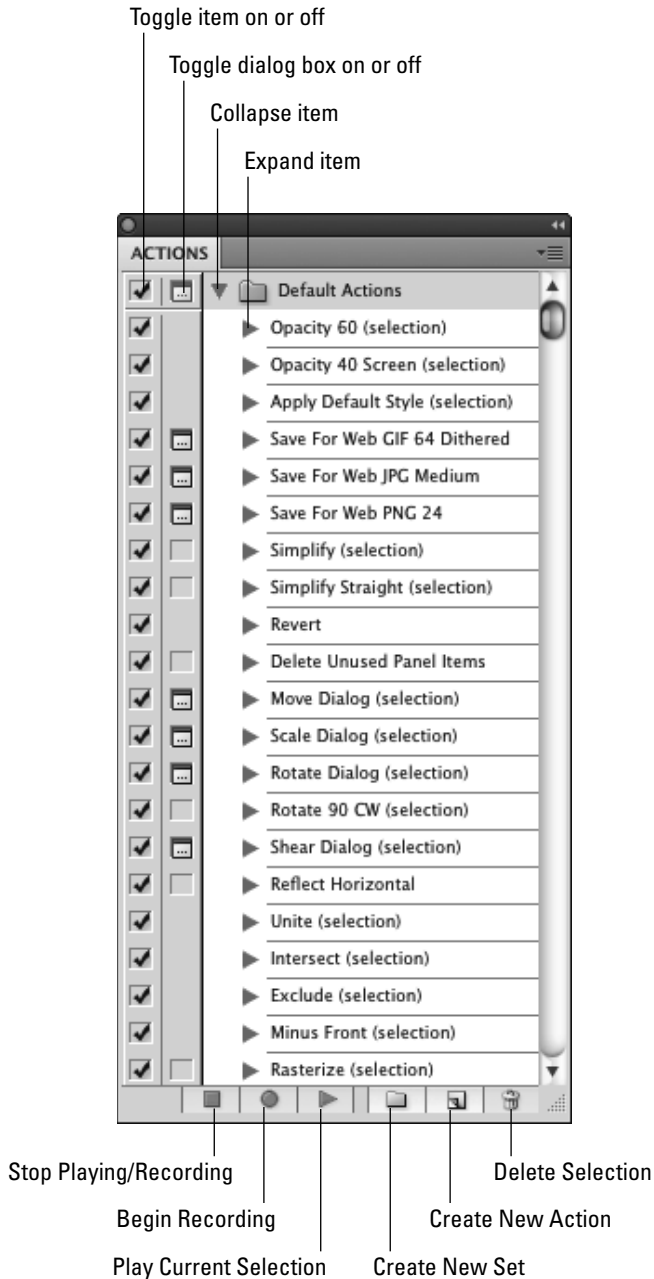 Toggle item on or off
Toggle dialog box on or off
Collapse item
Expand item
ACTIONS
Default Actions
Opacity 60 (selection)
Opacity 40 Screen (selection)
Apply Default Style (selection)
Save For Web GIF 64 Dithered
Save For Web JPG Medium
Save For Web PNG 24
Simplify (selection)
Simplify Straight (selection)
Revert
Delete Unused Panel Items
Move Dialog (selection)
Scale Dialog (selection)
Rotate Dialog (selection)
Rotate 90 CW (selection)
Shear Dialog (selection)
Reflect Horizontal
Unite (selection)
Intersect (selection)
Exclude (selection)
Minus Front (selection)
Rasterize (selection)
Stop Playing/Recording
Delete Selection
Begin Recording
Create New Action
Play Current Selection
Create New Set